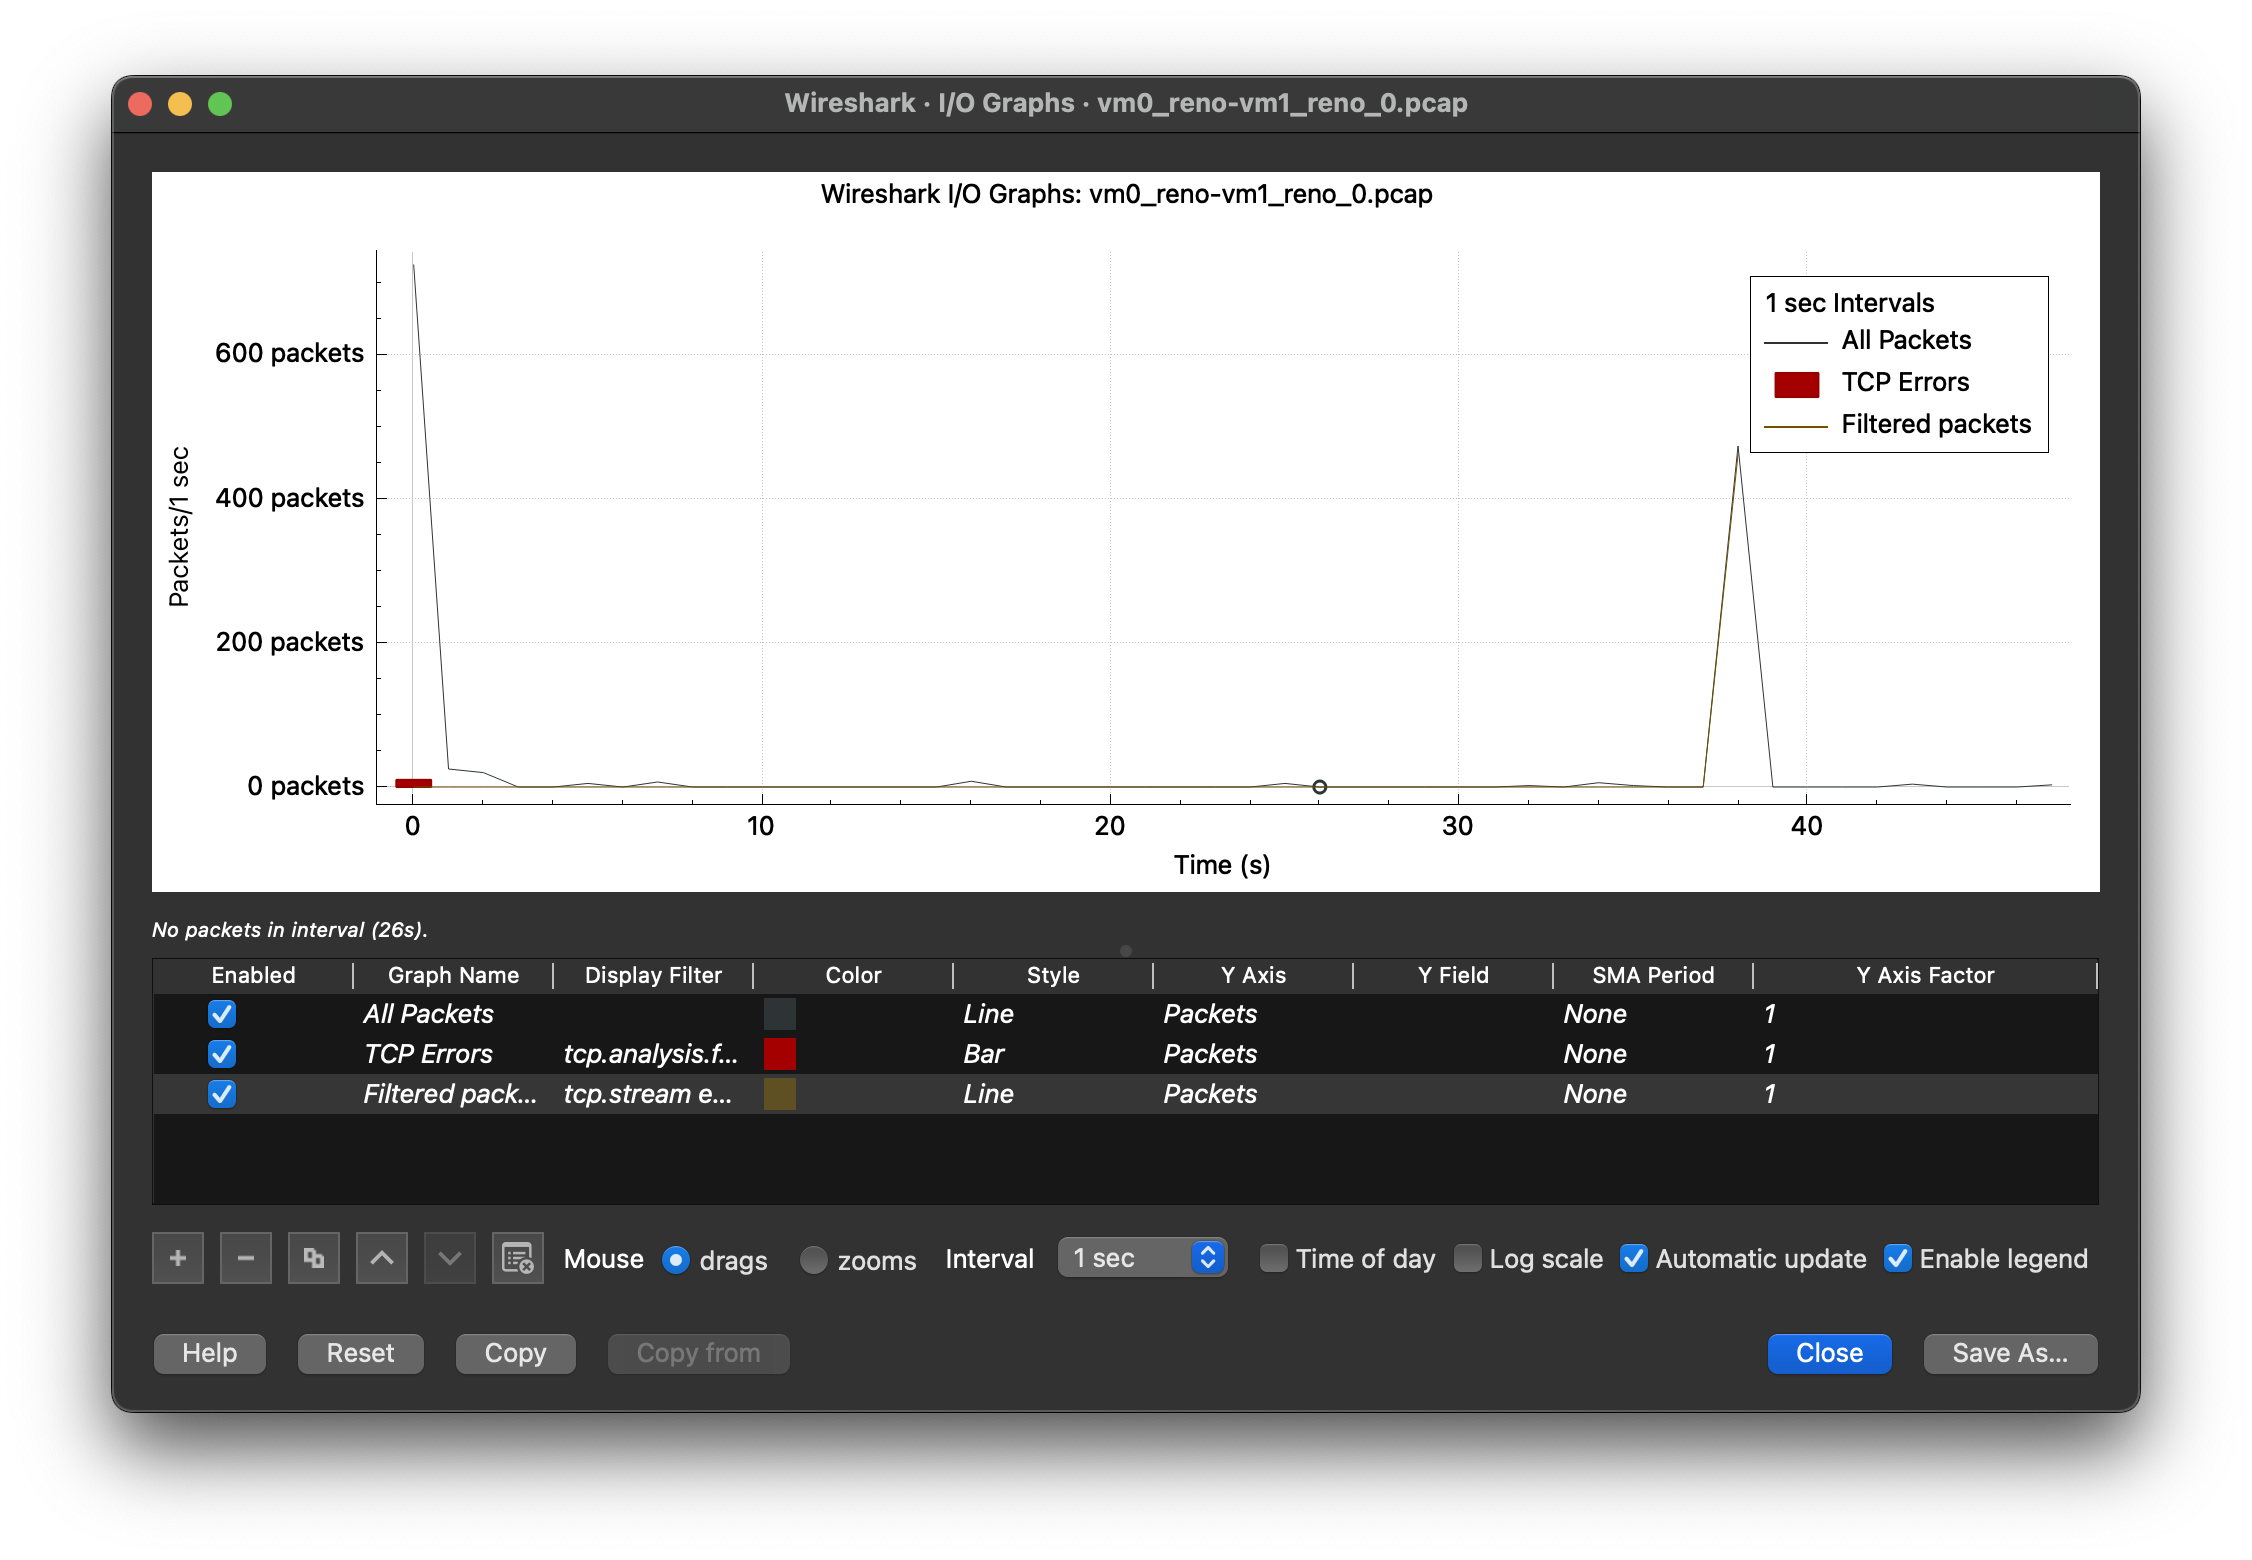 Wireshark · I/O Graphs · vm0_reno-vm1_reno_0.pcap
Wireshark I/O Graphs: vm0_reno-vm1_reno_0.pcap
Packets/1 sec
600 packets
400 packets
200 packets
0 packets
0 10 20 30 40
Time (s)
1 sec Intervals
All Packets
TCP Errors
Filtered packets
No packets in interval (26s).
Enabled Graph Name Display Filter Color Style Y Axis Y Field SMA Period Y Axis Factor
All Packets Line Packets None 1
TCP Errors tcp.analysis.f... Bar Packets None 1
Filtered pack... tcp.stream e... Line Packets None 1
Mouse drags zooms Interval 1 sec Time of day Log scale Automatic update Enable legend
Help Reset Copy Copy from Close Save As...